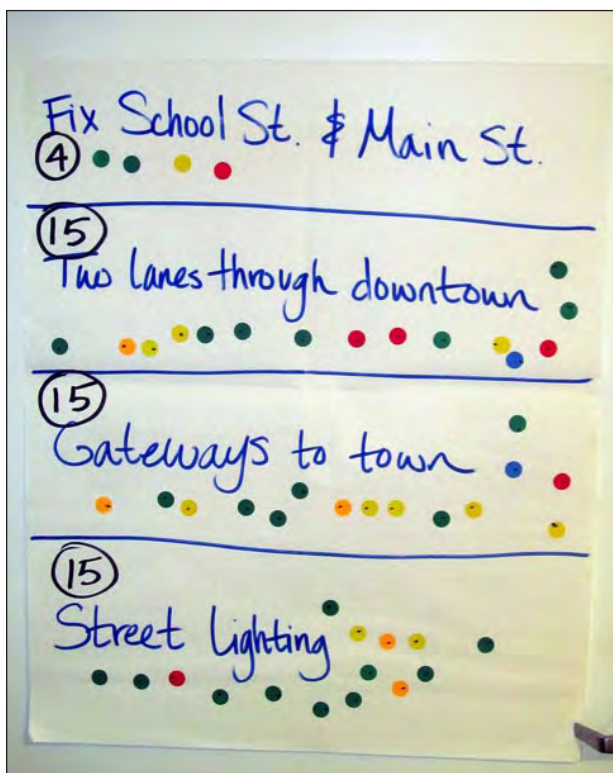 Fix School St. & Main St.
4
15
Two lanes through downtown
15
Gateways to town
15
Street Lighting